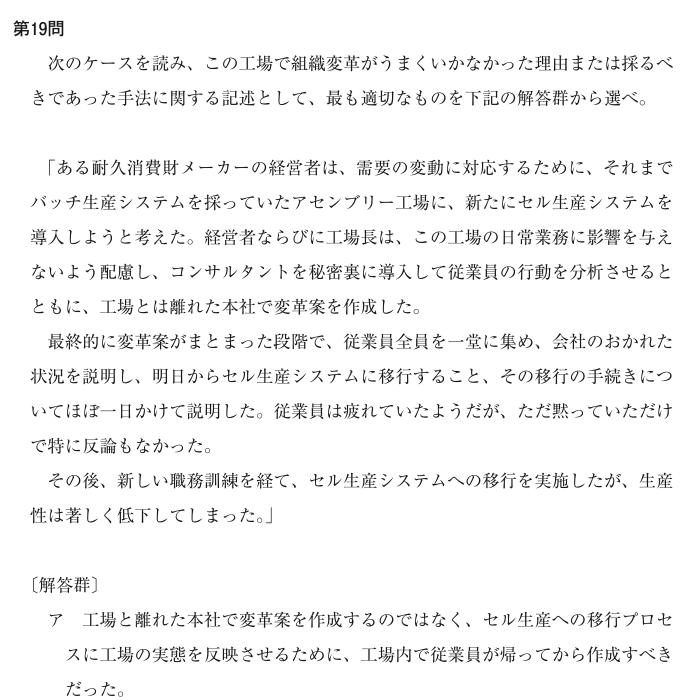 第19問
次のケースを読み、この工場で組織変革がうまくいかなかった理由または採るべ
きであった手法に関する記述として、最も適切なものを下記の解答群から選べ。
「ある耐久消費財メーカーの経営者は、需要の変動に対応するために、それまで
バッチ生産システムを採っていたアセンブリー工場に、新たにセル生産システムを
導入しようと考えた。経営者ならびに工場長は、この工場の日常業務に影響を与え
ないよう配慮し、コンサルタントを秘密裏に導入して従業員の行動を分析させると
ともに、工場とは離れた本社で変革案を作成した。
最終的に変革案がまとまった段階で、従業員全員を一堂に集め、会社のおかれた
状況を説明し、明日からセル生産システムに移行すること、その移行の手続きにつ
いてほぼ一日かけて説明した。従業員は疲れていたようだが、ただ黙っていただけ
で特に反論もなかった。
その後、新しい職務訓練を経て、セル生産システムへの移行を実施したが、生産
性は著しく低下してしまった。」
〔解答群〕
ア　工場と離れた本社で変革案を作成するのではなく、セル生産への移行プロセ
スに工場の実態を反映させるために、工場内で従業員が帰ってから作成すべき
だった。